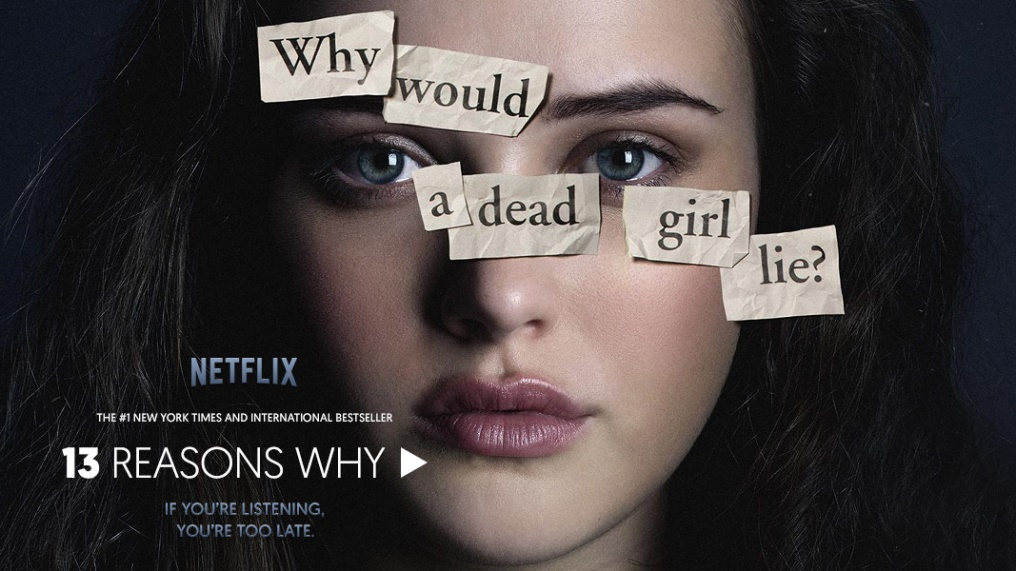 Why
would
a dead girl
lie?
NETFLIX
THE #1 NEW YORK TIMES AND INTERNATIONAL BESTSELLER
13 REASONS WHY
IF YOU'RE LISTENING,
YOU'RE TOO LATE.